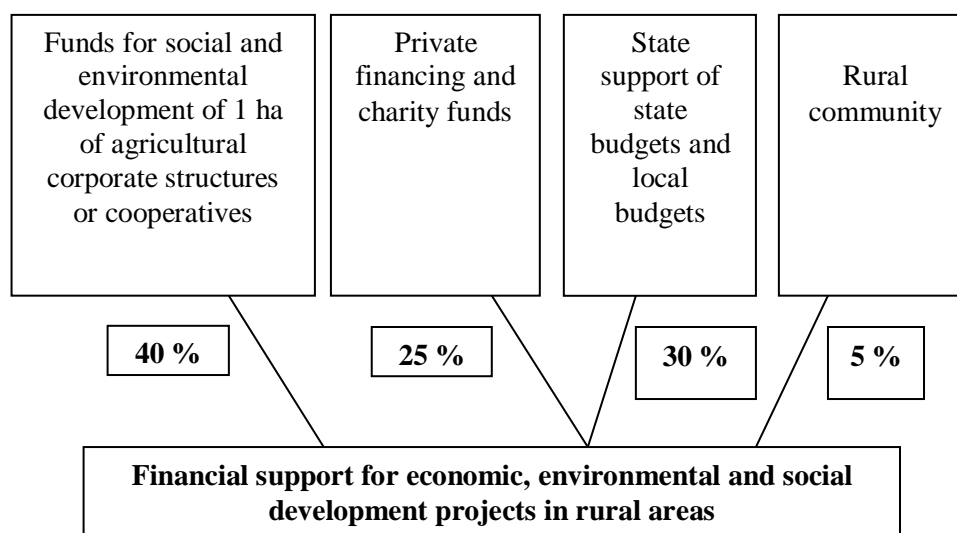 Funds for social and
environmental
development of 1 ha
of agricultural
corporate structures
or cooperatives
Private
financing and
charity funds
State
support of
state
budgets and
local
budgets
Rural
community
40 %
25 %
30 %
5 %
Financial support for economic, environmental and social
development projects in rural areas